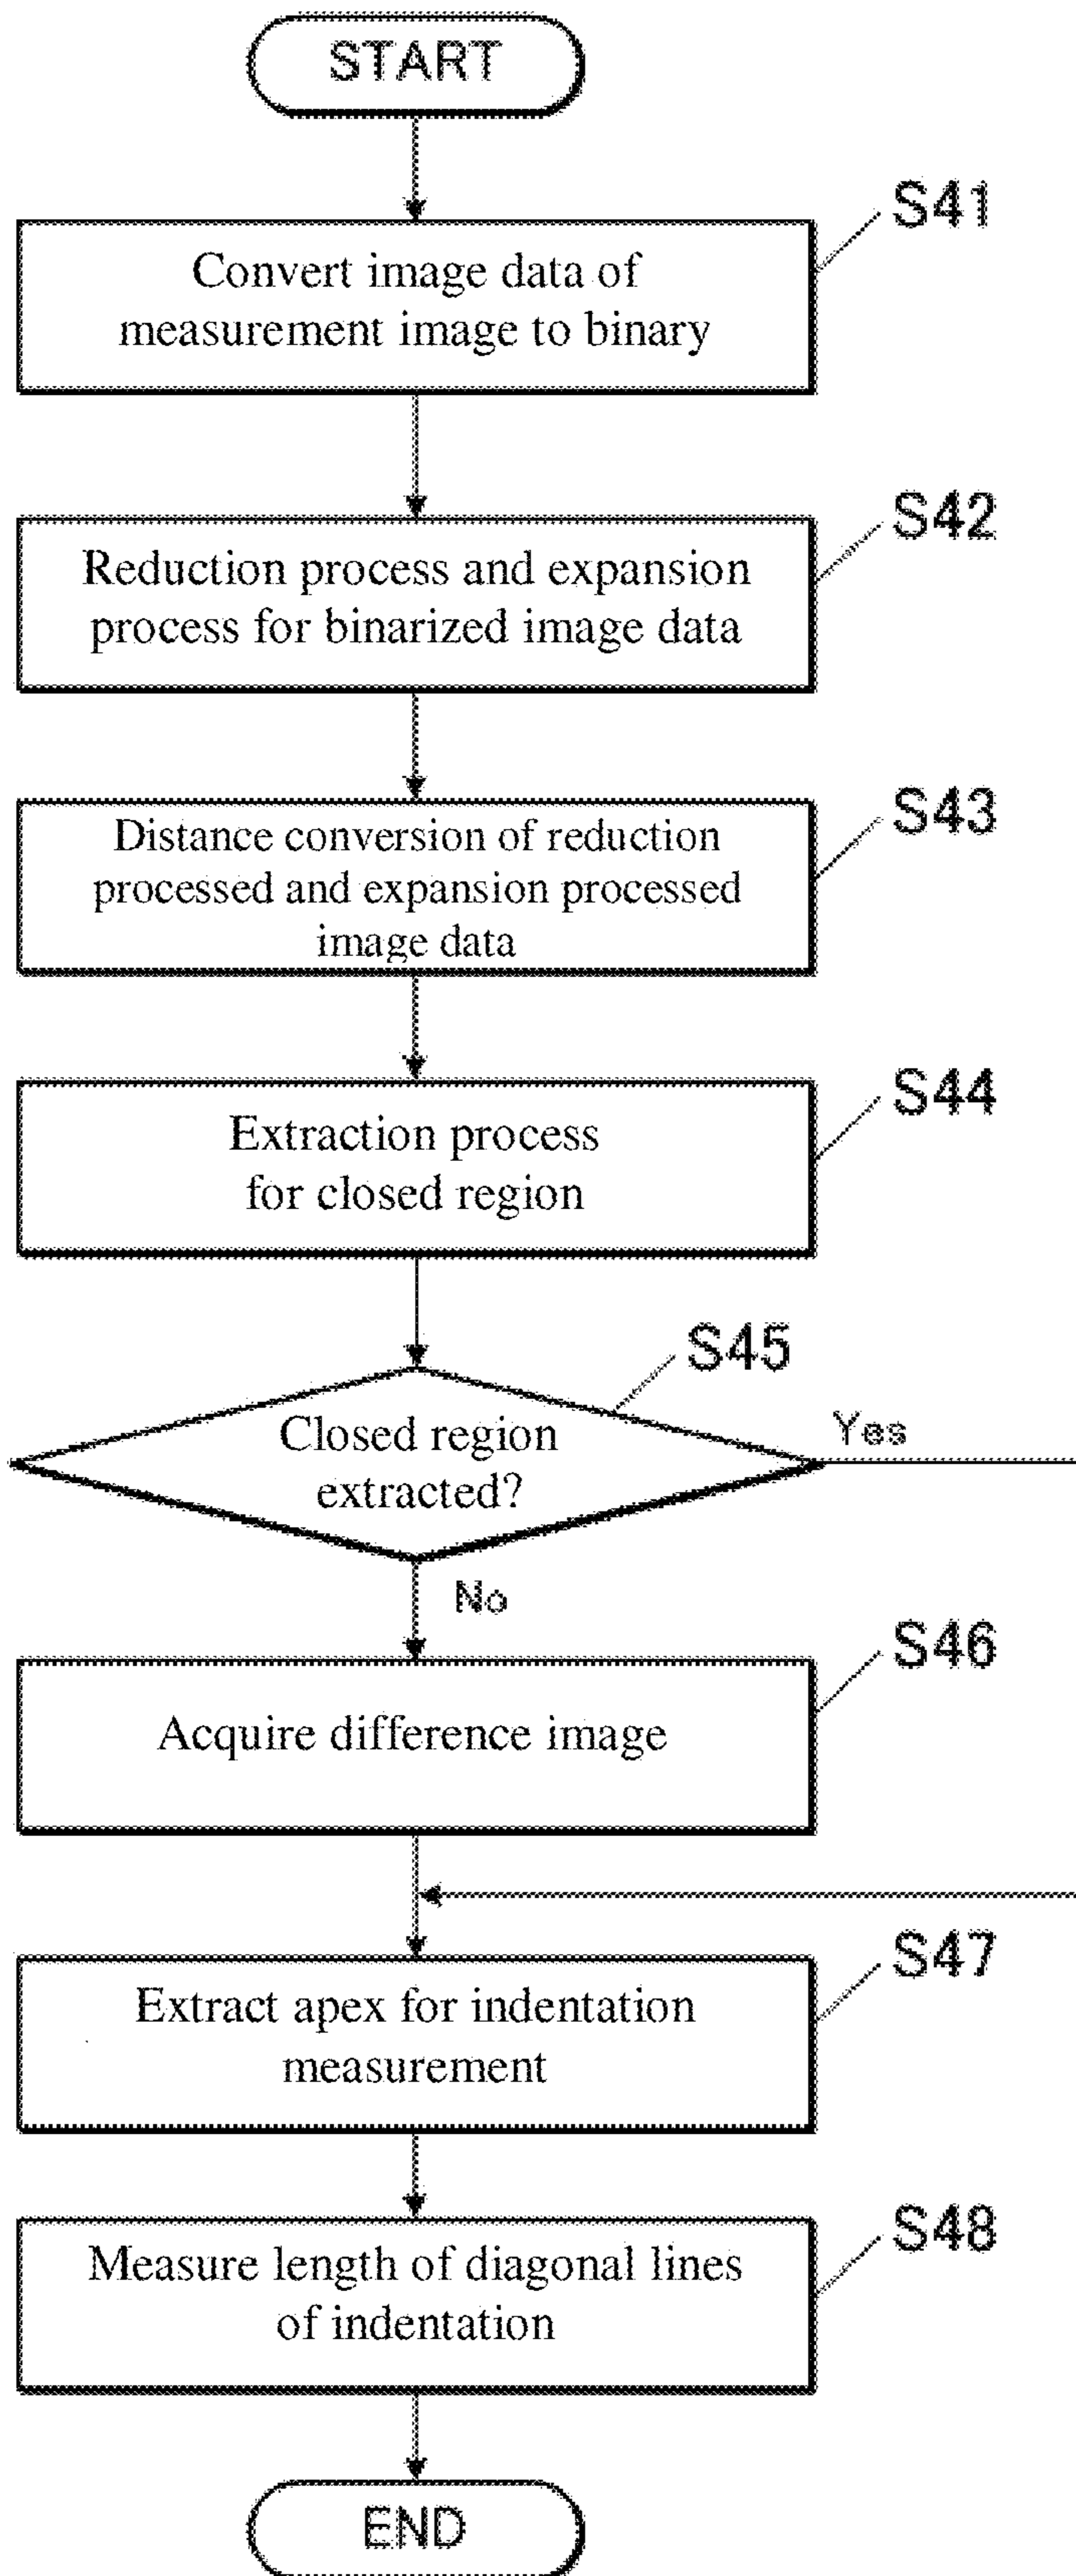 START
S41
Convert image data of
measurement image to binary
S42
Reduction process and expansion
process for binarized image data
S43
Distance conversion of reduction
processed and expansion processed
image data
S44
Extraction process
for closed region
S45
Closed region
extracted?
Yes
No
S46
Acquire difference image
S47
Extract apex for indentation
measurement
S48
Measure length of diagonal lines
of indentation
END